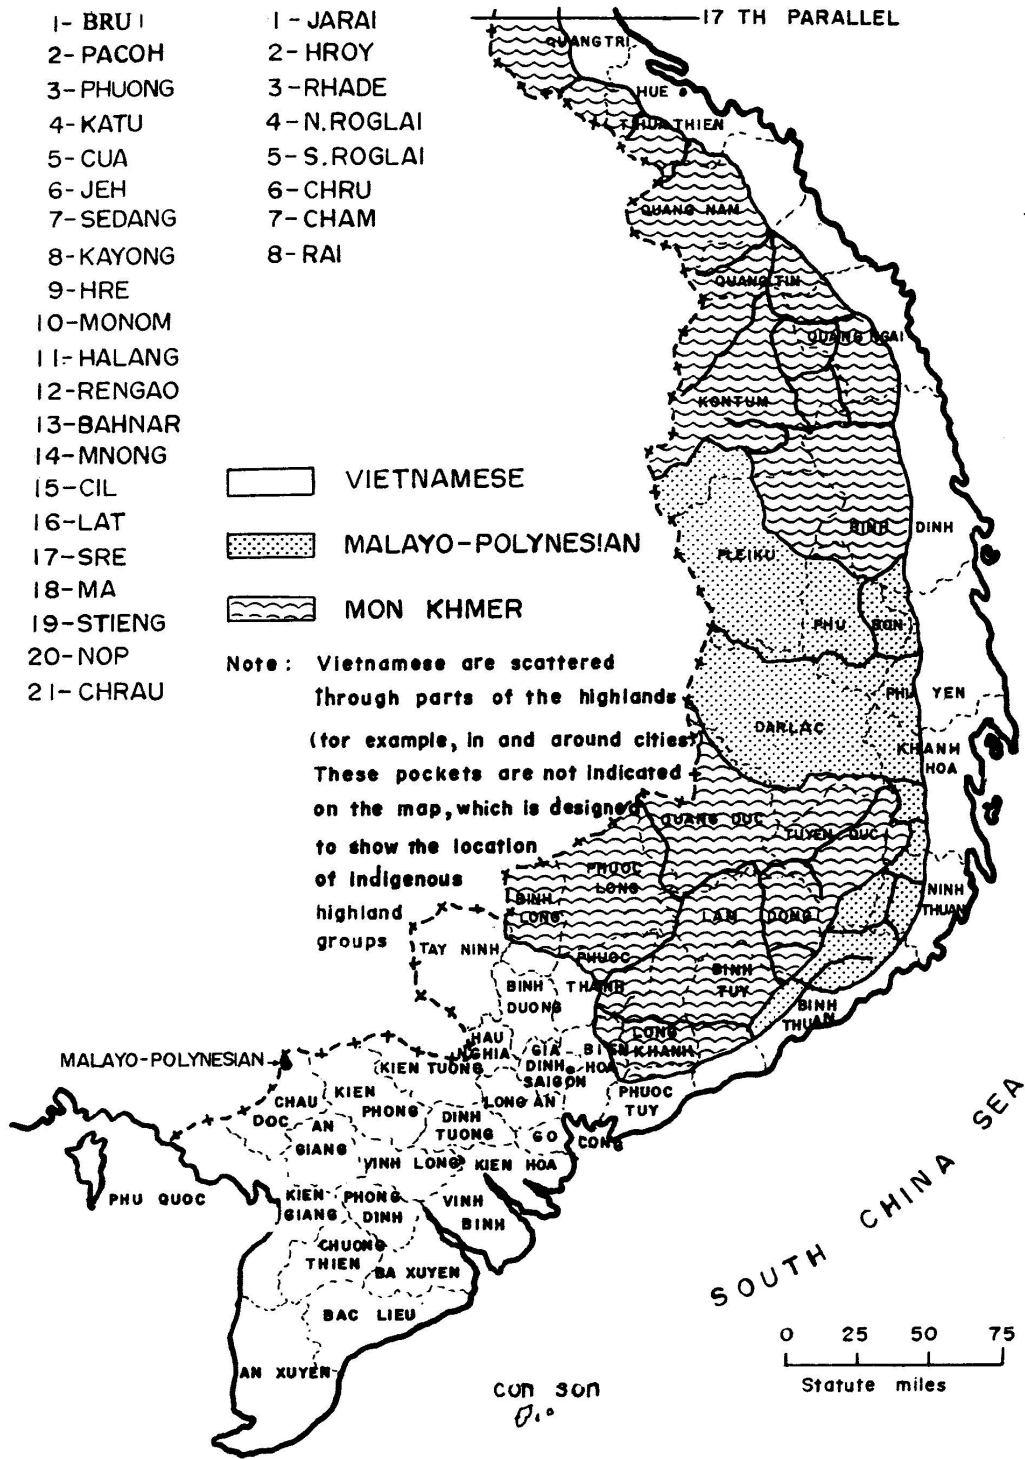 1- BRU
2- PACOH
3- PHUONG
4- KATU
5- CUA
6- JEH
7- SEDANG
8- KAYONG
9- HRE
10- MONOM
11- HALANG
12- RENGAO
13- BAHNAR
14- MNONG
15- CIL
16- LAT
17- SRE
18- MA
19- STIENG
20- NOP
21- CHRAU
1- JARAI
2- HROY
3- RHADE
4- N. ROGLAI
5- S. ROGLAI
6- CHRU
7- CHAM
8- RAI
VIETNAMESE
MALAYO-POLYNESIAN
MON KHMER
Note: Vietnamese are scattered
through parts of the highlands
(for example, in and around cities)
These pockets are not indicated
on the map, which is designed
to show the location
of indigenous
highland
groups
17 TH PARALLEL
QUANG TRI
HUE
THUA THIEN
QUANG NAM
QUANG TIN
QUANG NGAI
KONTUM
BINH DINH
PLEIKU
PHU BON
PHU YEN
DARLAC
KHANH
HOA
QUANG DUC
TUYEN DUC
PHUOC
LONG
BINH
LONG
LAM DONG
NINH
THUAN
TAY NINH
PHUOC
THANH
BINH
DUONG
BINH
TUY
BINH
THUAN
LONG
KHANH
HAU
NGHIA
GIA
DINH
SAIGON
BIEN
HOA
MALAYO-POLYNESIAN
KIEN TUONG
PHUOC
TUY
CHAU
DOC
KIEN
PHONG
LONG AN
AN
GIANG
DINH
TUONG
GO CONG
VINH LONG
KIEN HOA
PHU QUOC
KIEN
GIANG
PHONG
DINH
VINH
BINH
CHUONG
THIEN
BA XUYEN
BAC LIEU
AN XUYEN
SOUTH CHINA SEA
CON SON
0 25 50 75
Statute miles